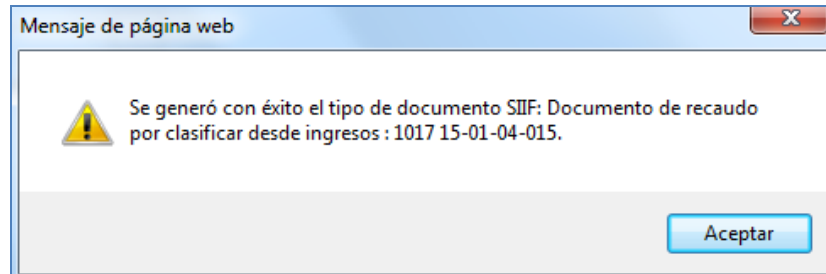 Mensaje de página web
x
Se generó con éxito el tipo de documento SIIF: Documento de recaudo
por clasificar desde ingresos : 1017 15-01-04-015.
Aceptar